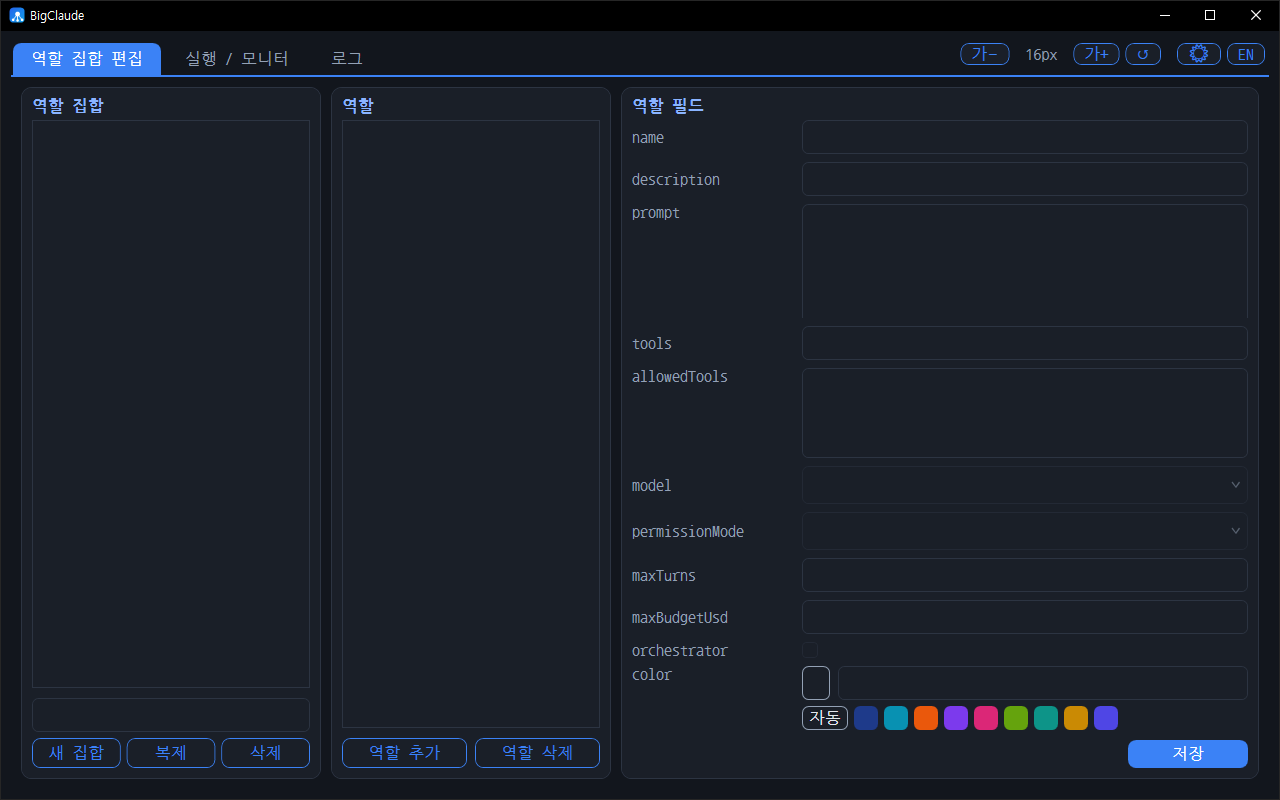 BigClaude
역할 집합 편집 실행 / 모니터 로그 가- 16px 가+ ↺ EN
역할 집합
새 집합 복제 삭제
역할
역할 추가 역할 삭제
역할 필드
name
description
prompt
tools
allowedTools
model
permissionMode
maxTurns
maxBudgetUsd
orchestrator
color
자동
저장